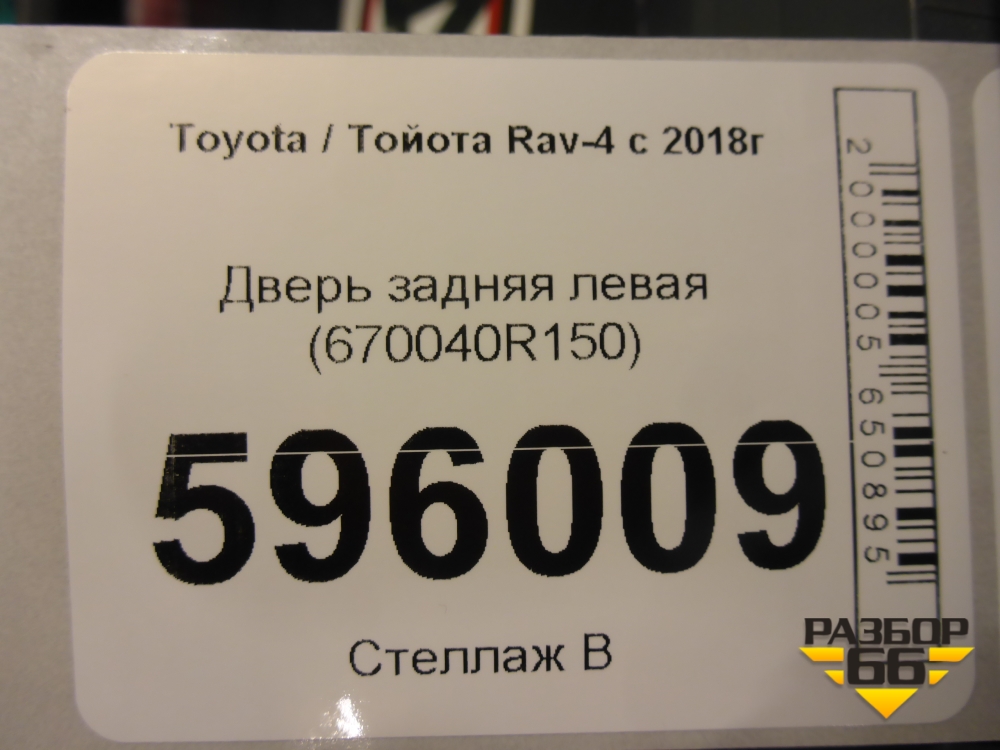 Toyota / Тойота Rav-4 с 2018г
Дверь задняя левая
(670040R150)
596009
Стеллаж В
2000005650895
РАЗБОР
66